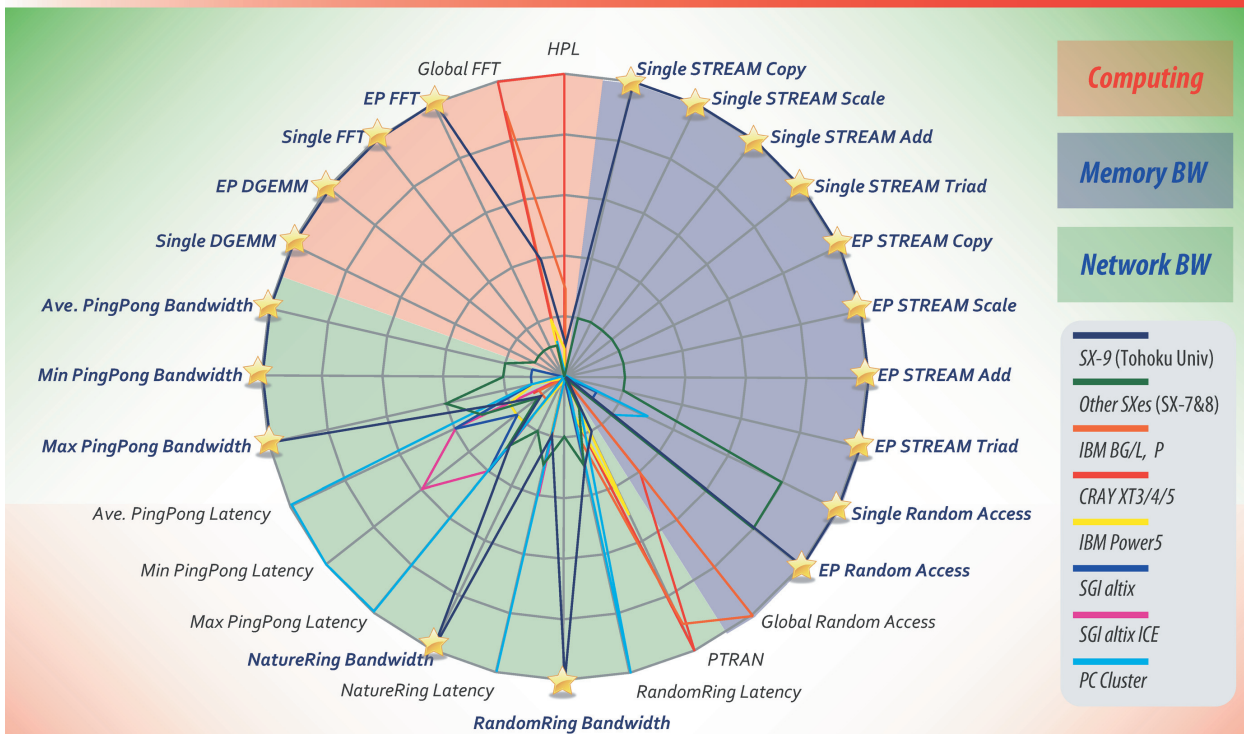 HPL
Global FFT
EP FFT
Single FFT
EP DGEMM
Single DGEMM
Ave. PingPong Bandwidth
Min PingPong Bandwidth
Max PingPong Bandwidth
Ave. PingPong Latency
Min PingPong Latency
Max PingPong Latency
NatureRing Bandwidth
NatureRing Latency
RandomRing Bandwidth
RandomRing Latency
PTRAN
Global Random Access
EP Random Access
Single Random Access
EP STREAM Triad
EP STREAM Add
EP STREAM Scale
EP STREAM Copy
Single STREAM Triad
Single STREAM Add
Single STREAM Scale
Single STREAM Copy
Computing
Memory BW
Network BW
SX-9 (Tohoku Univ)
Other SXes (SX-7&8)
IBM BG/L, P
CRAY XT3/4/5
IBM Power5
SGI altix
SGI altix ICE
PC Cluster